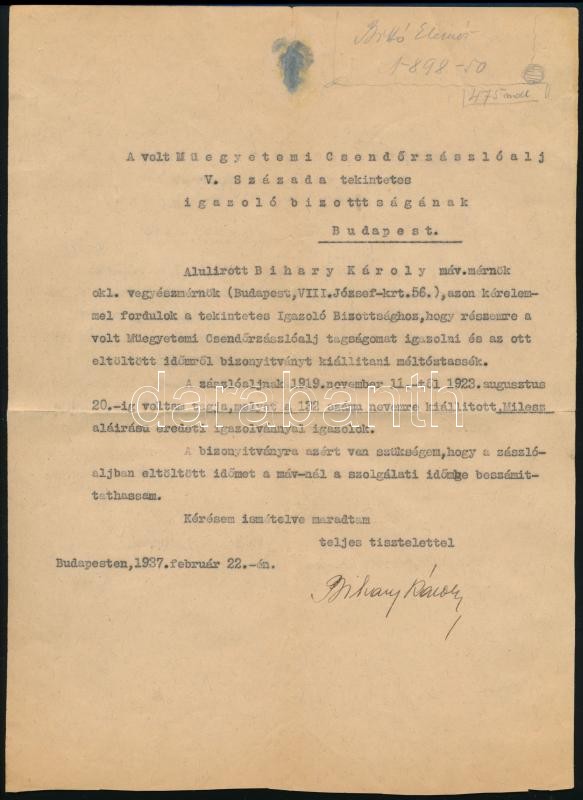 Bittó Elemér
1-898-50
475 mell
A volt Müegyetemi Csendőrzászlóalj
V. Százada tekintetes
igazoló bizotttságának
Budapest.
Alulirott Bihary Károly máv.mérnök
okl. vegyészmérnök (Budapest,VIII.József-krt.56.),azon kérelem-
mel fordulok a tekintetes Igazoló Bizottsághoz,hogy részemre a
volt Müegyetemi Csendőrzászlóalj tagságomat igazolni és az ott
eltöltött időmről bizonyitványt kiállitani méltóztassék.
A zászlóaljnak 1919.november 11.-től 1923.augusztus
20.-ig voltam tagja,melyet a 132 számu nevemre kiállitott,Milesz
aláirásu eredeti igazolvánnyal igazolok.
A bizonyitványra azért van szükségem,hogy a zászló-
aljban eltöltött időmet a máv-nál a szolgálati időmbe beszámit-
tathassam.
Kérésem ismételve maradtam
teljes tisztelettel
Budapesten,1937.február 22.-én.
Bihary Károly
darabanth